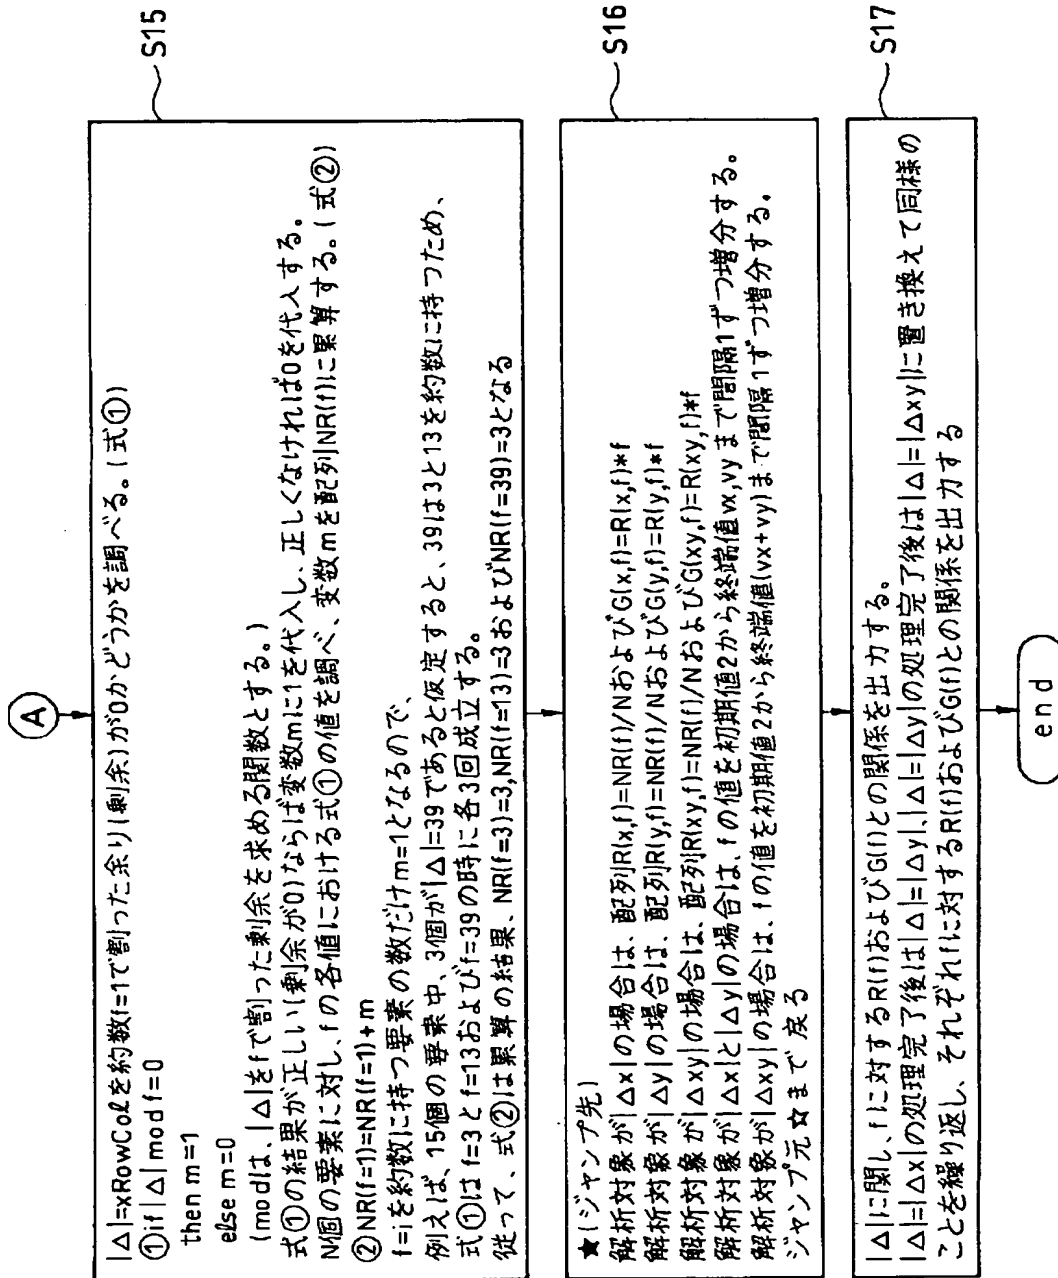 A
S15
|Δ|=xRowColを約数f=1で割った余り(剰余)が0かどうかを調べる。(式①)
①if |Δ| mod f=0
then m=1
else m=0
(modは、|Δ|をfで割った剰余を求める関数とする。)
式①の結果が正しい(剰余が0)ならば変数mに1を代入し、正しくなければ0を代入する。
N個の要素に対し、fの各値における式①の値を調べ、変数mを配列NR(f)に累算する。(式②)
②NR(f=1)=NR(f=1)+m
f=iを約数に持つ要素の数だけm=1となるので、
例えば、15個の要素中、3個が|Δ|=39であると仮定すると、39は3と13を約数に持つため、
式①はf=3とf=13およびf=39の時に各3回成立する。
従って、式②は累算の結果、NR(f=3)=3,NR(f=13)=3およびNR(f=39)=3となる
S16
★(ジャンプ先)
解析対象が|Δx|の場合は、配列R(x,f)=NR(f)/NおよびG(x,f)=R(x,f)*f
解析対象が|Δy|の場合は、配列R(y,f)=NR(f)/NおよびG(y,f)=R(y,f)*f
解析対象が|Δxy|の場合は、配列R(xy,f)=NR(f)/NおよびG(xy,f)=R(xy,f)*f
解析対象が|Δx|と|Δy|の場合は、fの値を初期値2から終端値vx,vyまで間隔1ずつ増分する。
解析対象が|Δxy|の場合は、fの値を初期値2から終端値(vx+vy)まで間隔1ずつ増分する。
ジャンプ元☆まで戻る
S17
|Δ|に関し、fに対するR(f)およびG(f)との関係を出力する。
|Δ|=|Δx|の処理完了後は|Δ|=|Δy|、|Δ|=|Δy|の処理完了後は|Δ|=|Δxy|に置き換えて同様の
ことを繰り返し、それぞれfに対するR(f)およびG(f)との関係を出力する
end